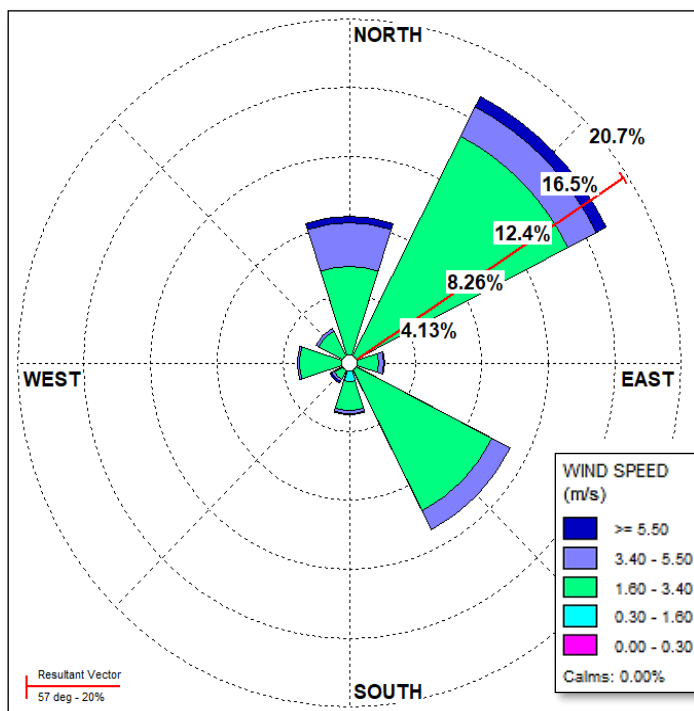 NORTH
20.7%
16.5%
12.4%
8.26%
4.13%
WEST
EAST
WIND SPEED
(m/s)
>= 5.50
3.40 - 5.50
1.60 - 3.40
0.30 - 1.60
0.00 - 0.30
Calms: 0.00%
Resultant Vector
57 deg - 20%
SOUTH